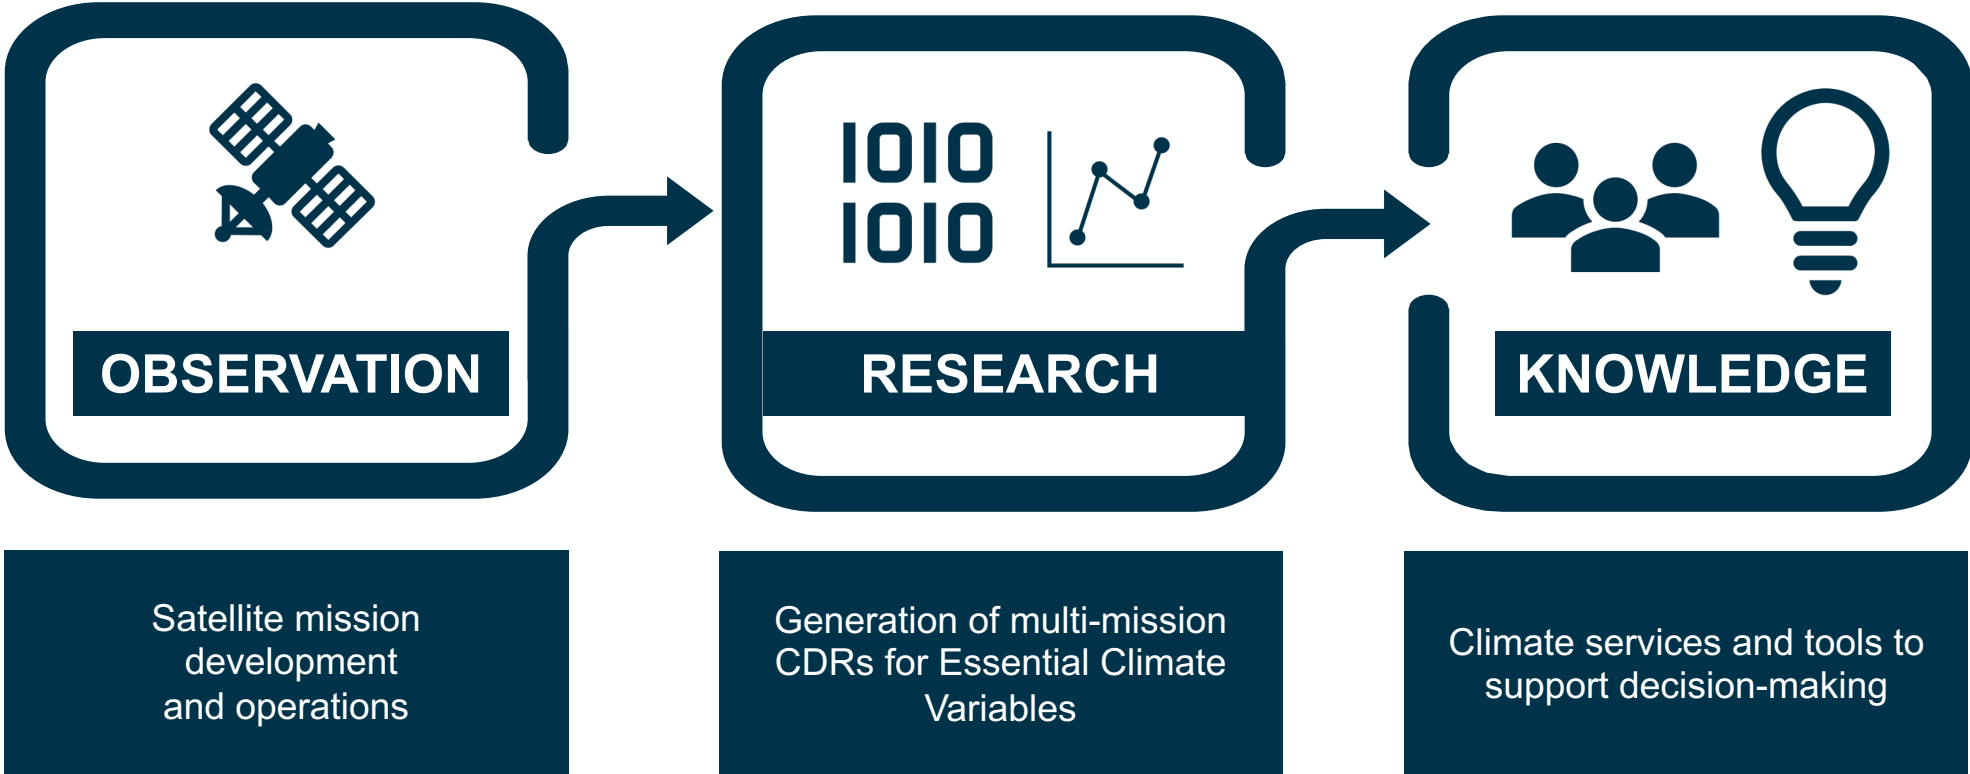 1010
1010
OBSERVATION
RESEARCH
KNOWLEDGE
Satellite mission
development
and operations
Generation of multi-mission
CDRs for Essential Climate
Variables
Climate services and tools to
support decision-making